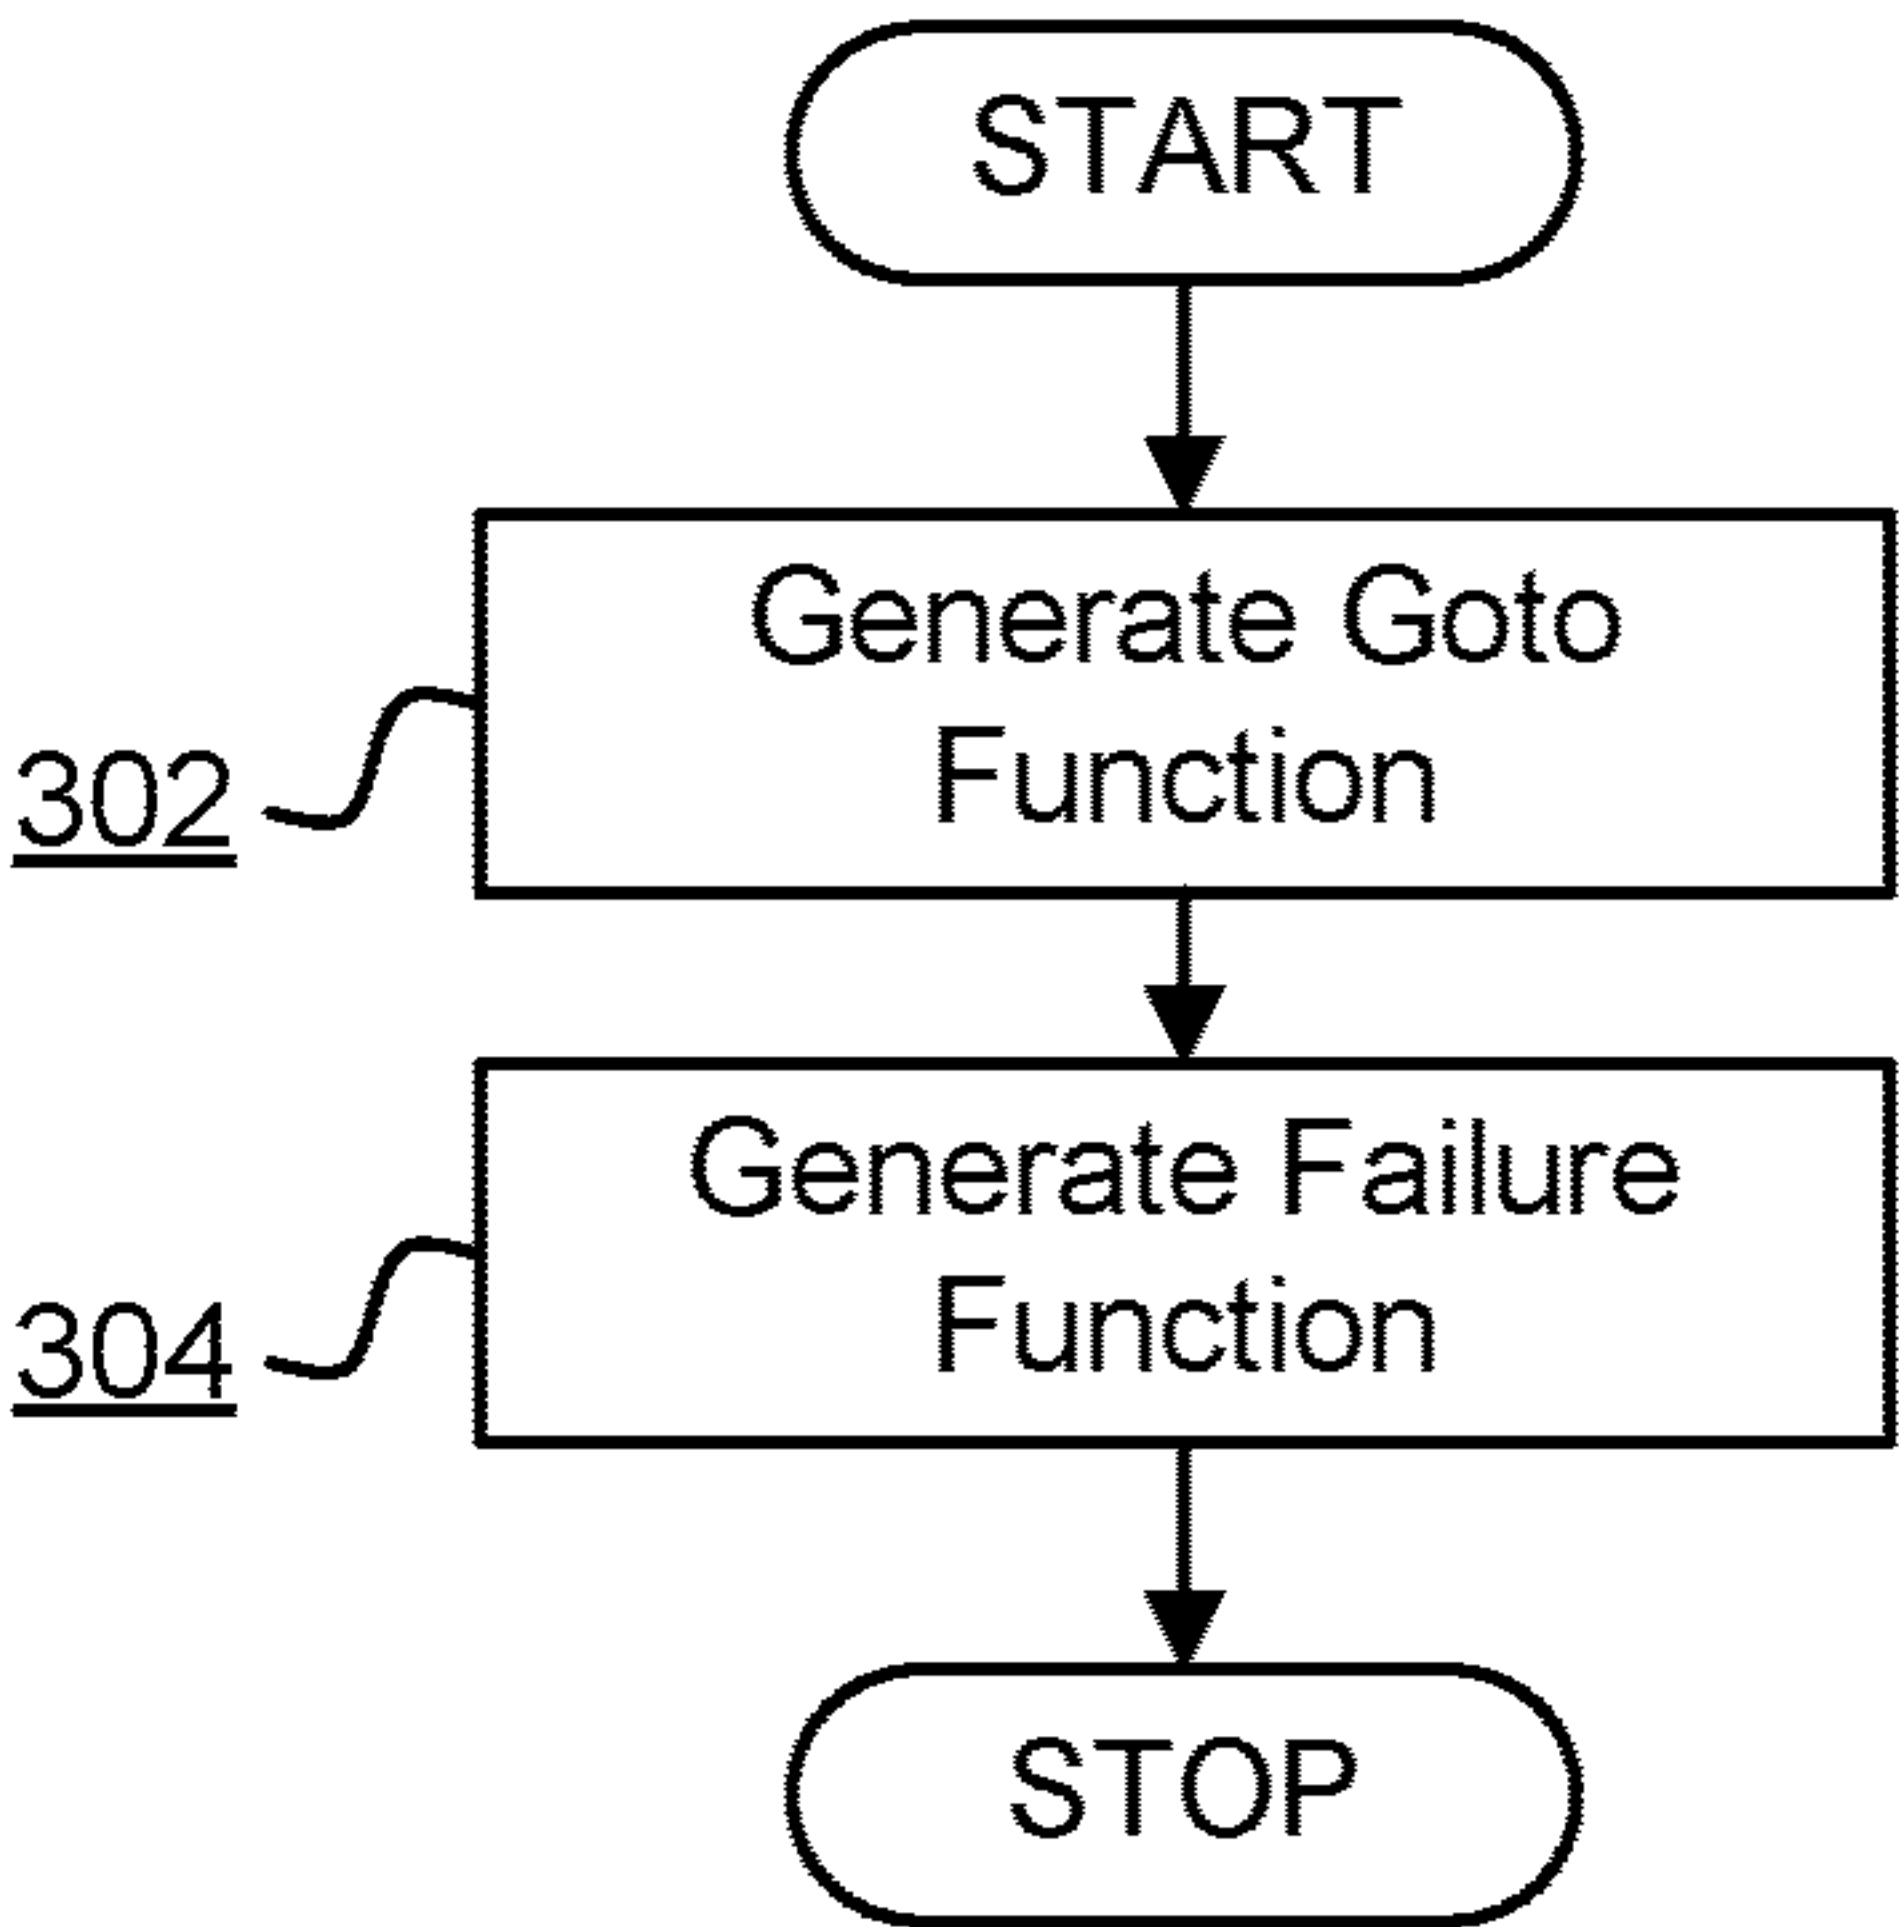 START
Generate Goto
Function
302
Generate Failure
Function
304
STOP